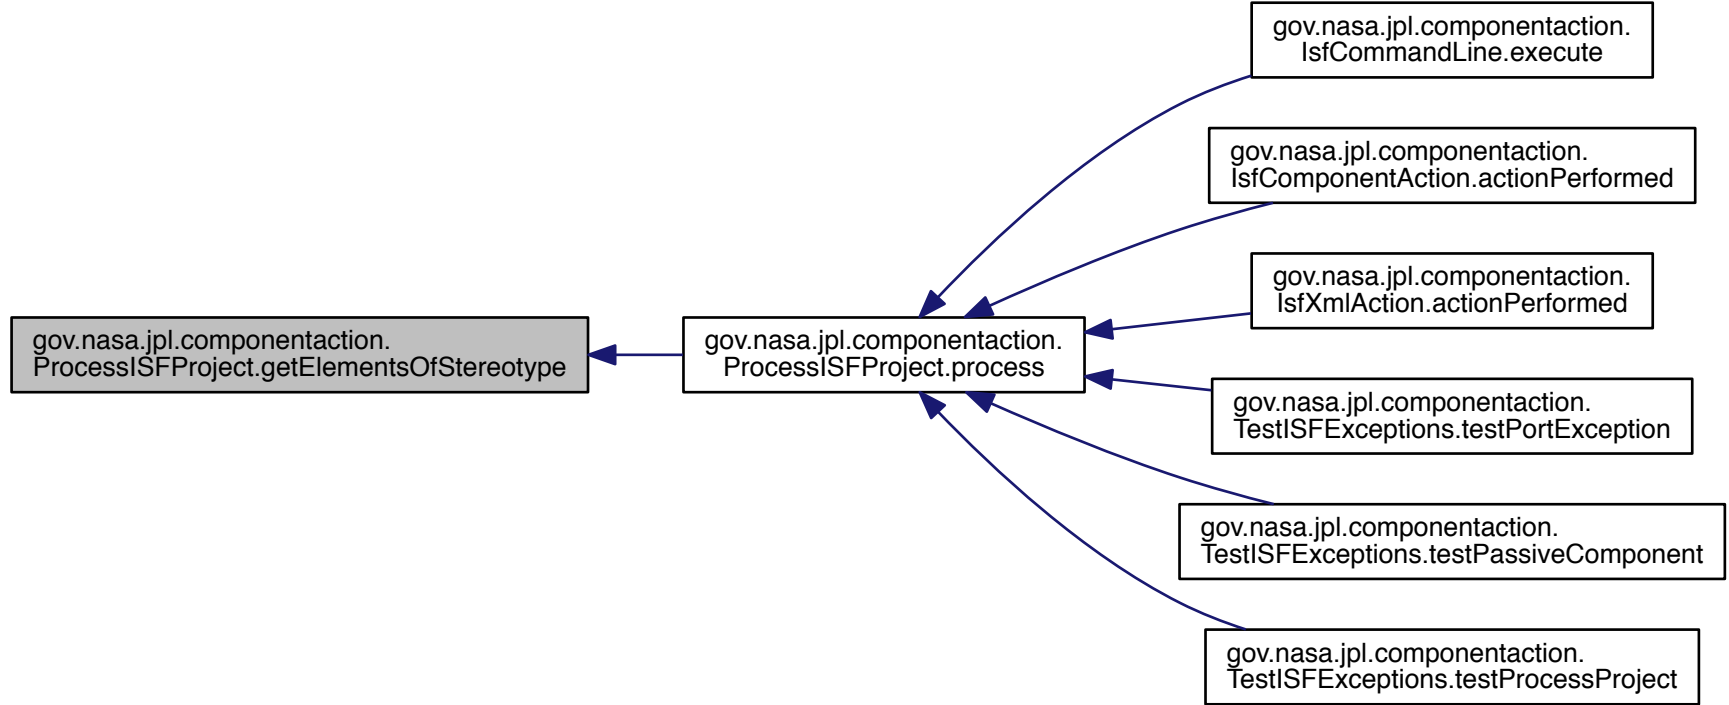 gov.nasa.jpl.componentaction.
IsfCommandLine.execute
gov.nasa.jpl.componentaction.
IsfComponentAction.actionPerformed
gov.nasa.jpl.componentaction.
IsfXmlAction.actionPerformed
gov.nasa.jpl.componentaction.
ProcessISFProject.getElementsOfStereotype
gov.nasa.jpl.componentaction.
ProcessISFProject.process
gov.nasa.jpl.componentaction.
TestISFExceptions.testPortException
gov.nasa.jpl.componentaction.
TestISFExceptions.testPassiveComponent
gov.nasa.jpl.componentaction.
TestISFExceptions.testProcessProject